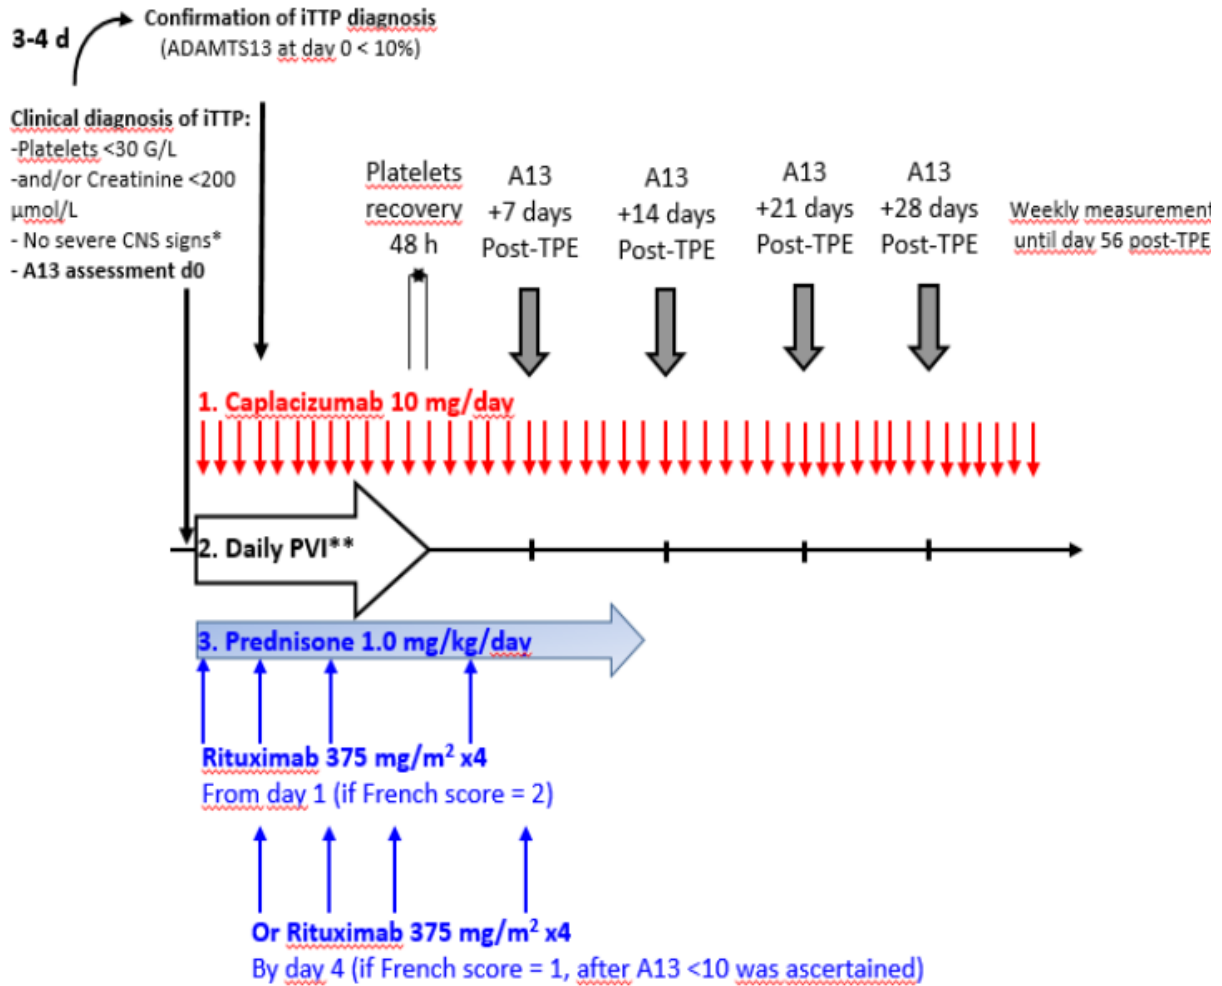 3-4 d
Confirmation of iTTP diagnosis
(ADAMTS13 at day 0 < 10%)
Clinical diagnosis of iTTP:
-Platelets <30 G/L
-and/or Creatinine <200
µmol/L
- No severe CNS signs*
- A13 assessment d0
Platelets
recovery
48 h
A13
+7 days
Post-TPE
A13
+14 days
Post-TPE
A13
+21 days
Post-TPE
A13
+28 days
Post-TPE
Weekly measurement
until day 56 post-TPE
1. Caplacizumab 10 mg/day
2. Daily PVI**
3. Prednisone 1.0 mg/kg/day
Rituximab 375 mg/m² x4
From day 1 (if French score = 2)
Or Rituximab 375 mg/m² x4
By day 4 (if French score = 1, after A13 <10 was ascertained)